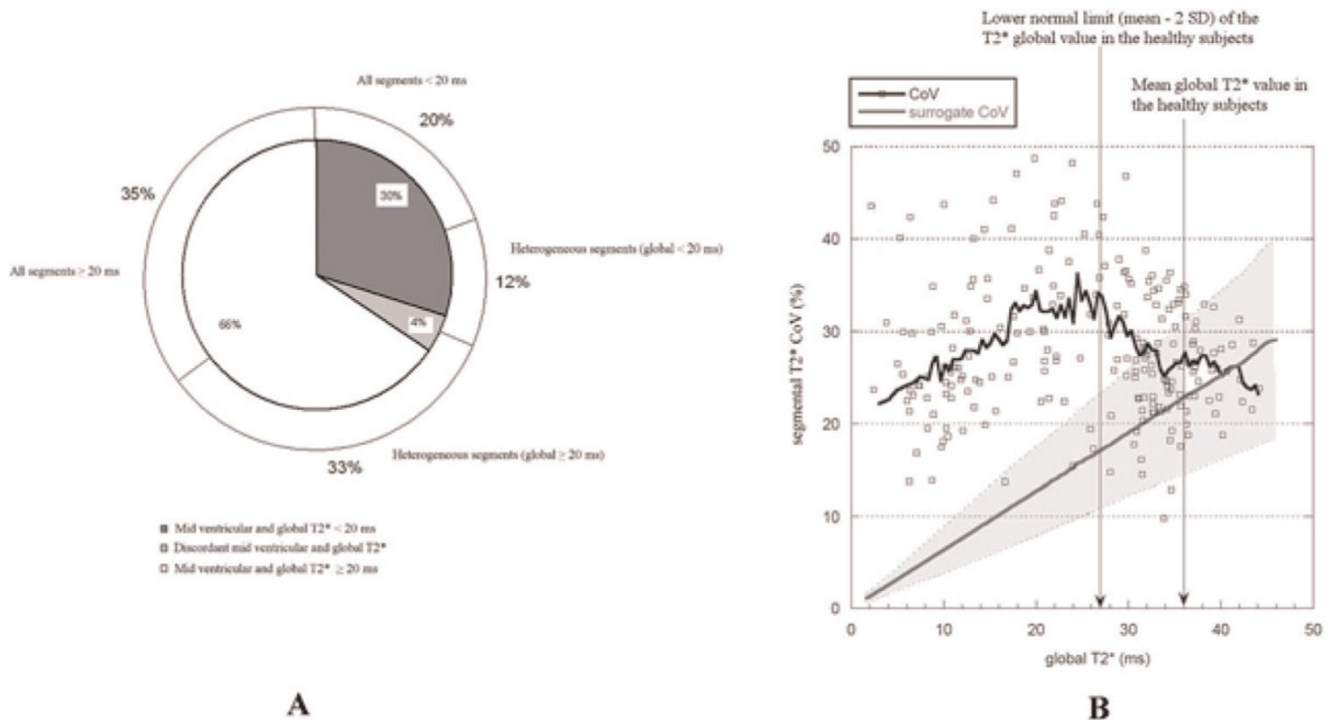 All segments < 20 ms
20%
35%
30%
Heterogeneous segments (global < 20 ms)
All segments ≥ 20 ms
12%
66%
4%
Heterogeneous segments (global ≥ 20 ms)
33%
Mid ventricular and global T2* < 20 ms
Discordant mid ventricular and global T2*
Mid ventricular and global T2* ≥ 20 ms
A
Lower normal limit (mean - 2 SD) of the
T2* global value in the healthy subjects
Mean global T2* value in
the healthy subjects
CoV
surrogate CoV
segmental T2* CoV (%)
50
40
30
20
10
0
0 10 20 30 40 50
global T2* (ms)
B